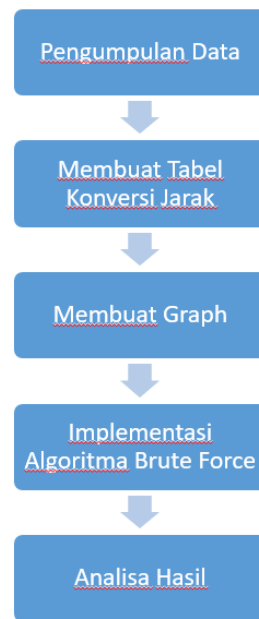 Pengumpulan Data
Membuat Tabel
Konversi Jarak
Membuat Graph
Implementasi
Algoritma Brute Force
Analisa Hasil